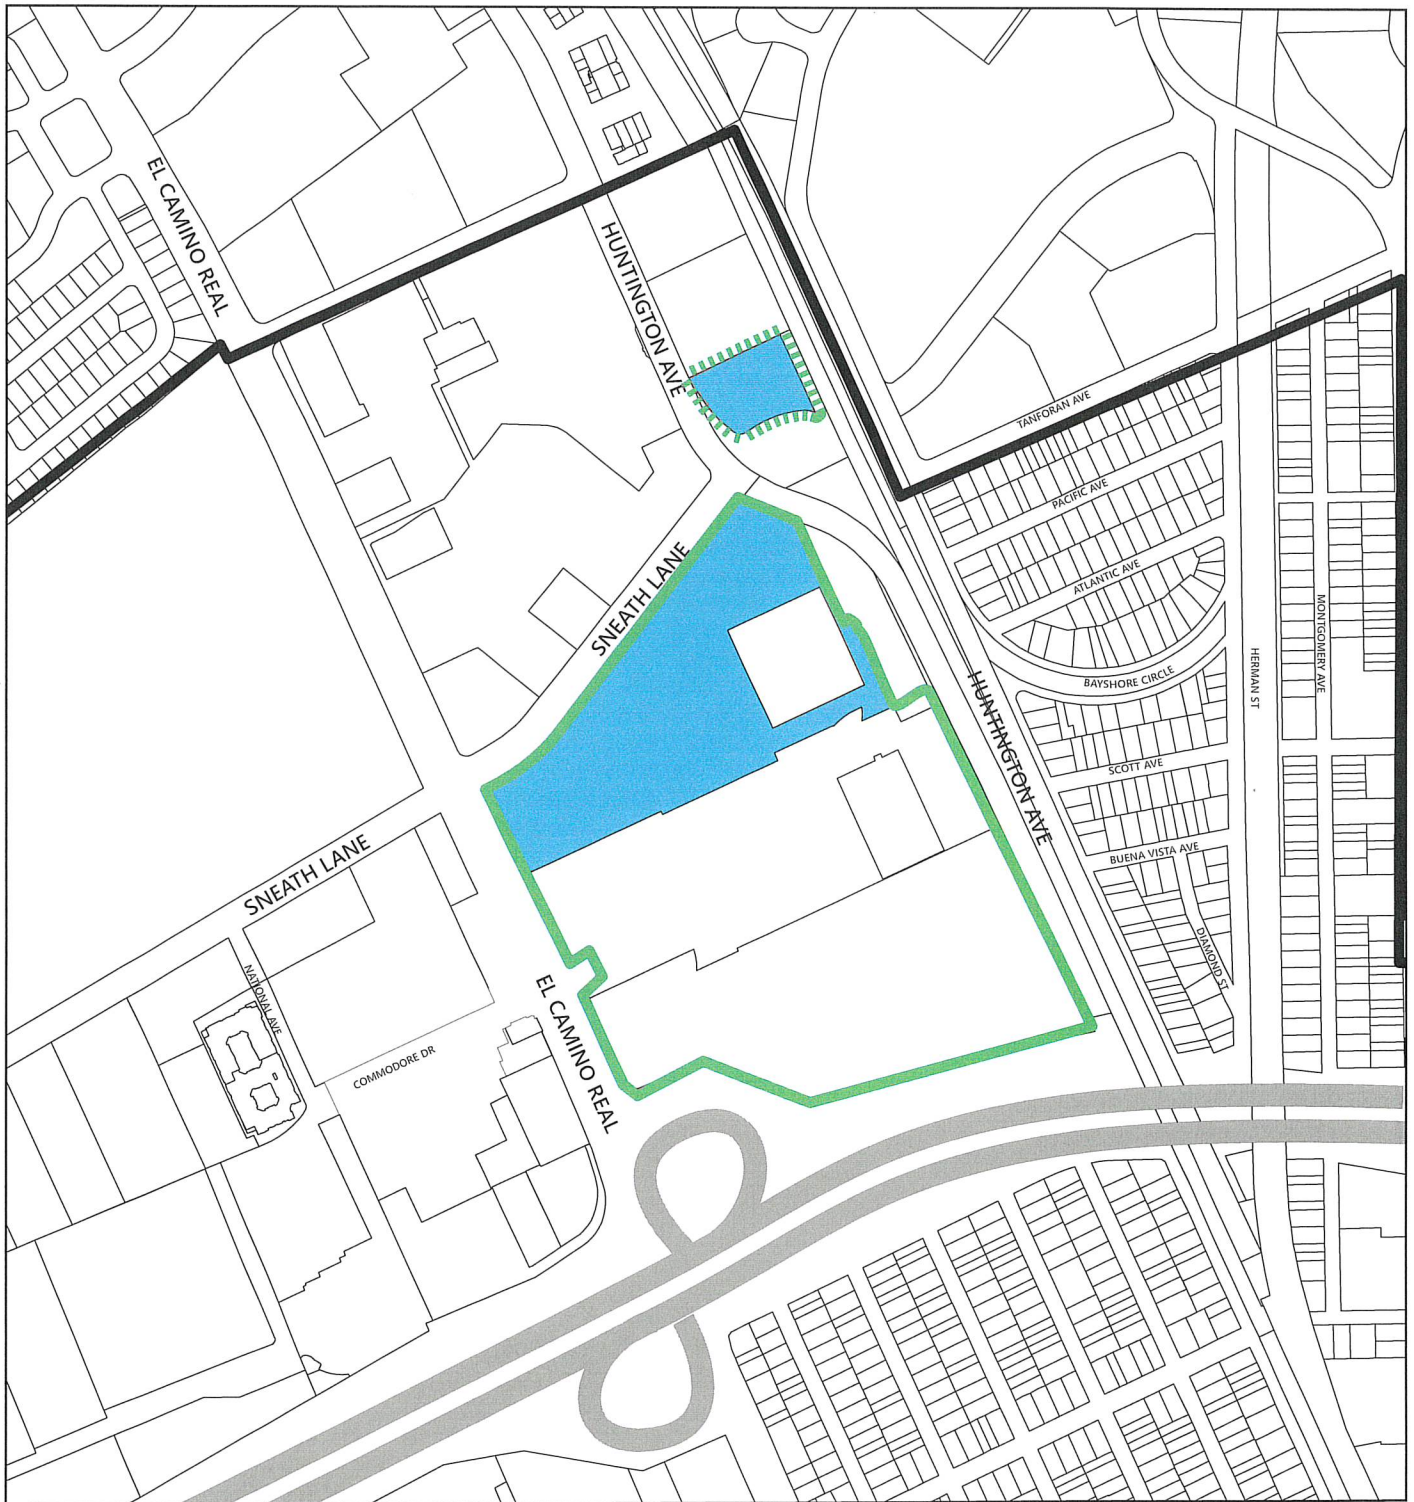 EL CAMINO REAL
HUNTINGTON AVE
TANFORAN AVE
PACIFIC AVE
ATLANTIC AVE
SNEATH LANE
MONTGOMERY AVE
HERMAN ST
BAYSHORE CIRCLE
HUNTINGTON AVE
SCOTT AVE
BUENA VISTA AVE
SNEATH LANE
DIAMOND ST
NATIONAL AVE
EL CAMINO REAL
COMMODORE DR